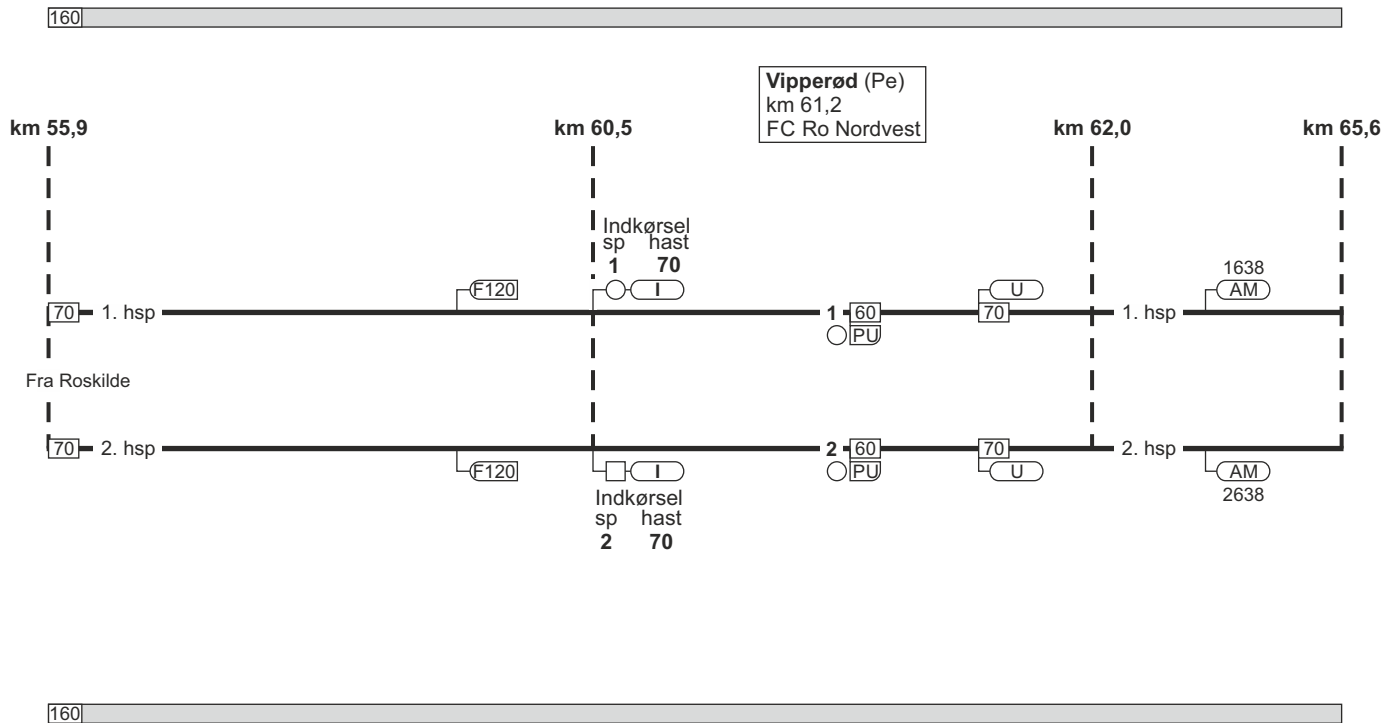 160
Vipperød (Pe)
km 61,2
FC Ro Nordvest
km 55,9
km 60,5
km 62,0
km 65,6
Indkørsel
sp hast
1 70
F120
I
U
1638
AM
70
1. hsp
1
60
70
1. hsp
PU
Fra Roskilde
70
2. hsp
2
60
70
2. hsp
F120
I
PU
U
AM
2638
Indkørsel
sp hast
2 70
160